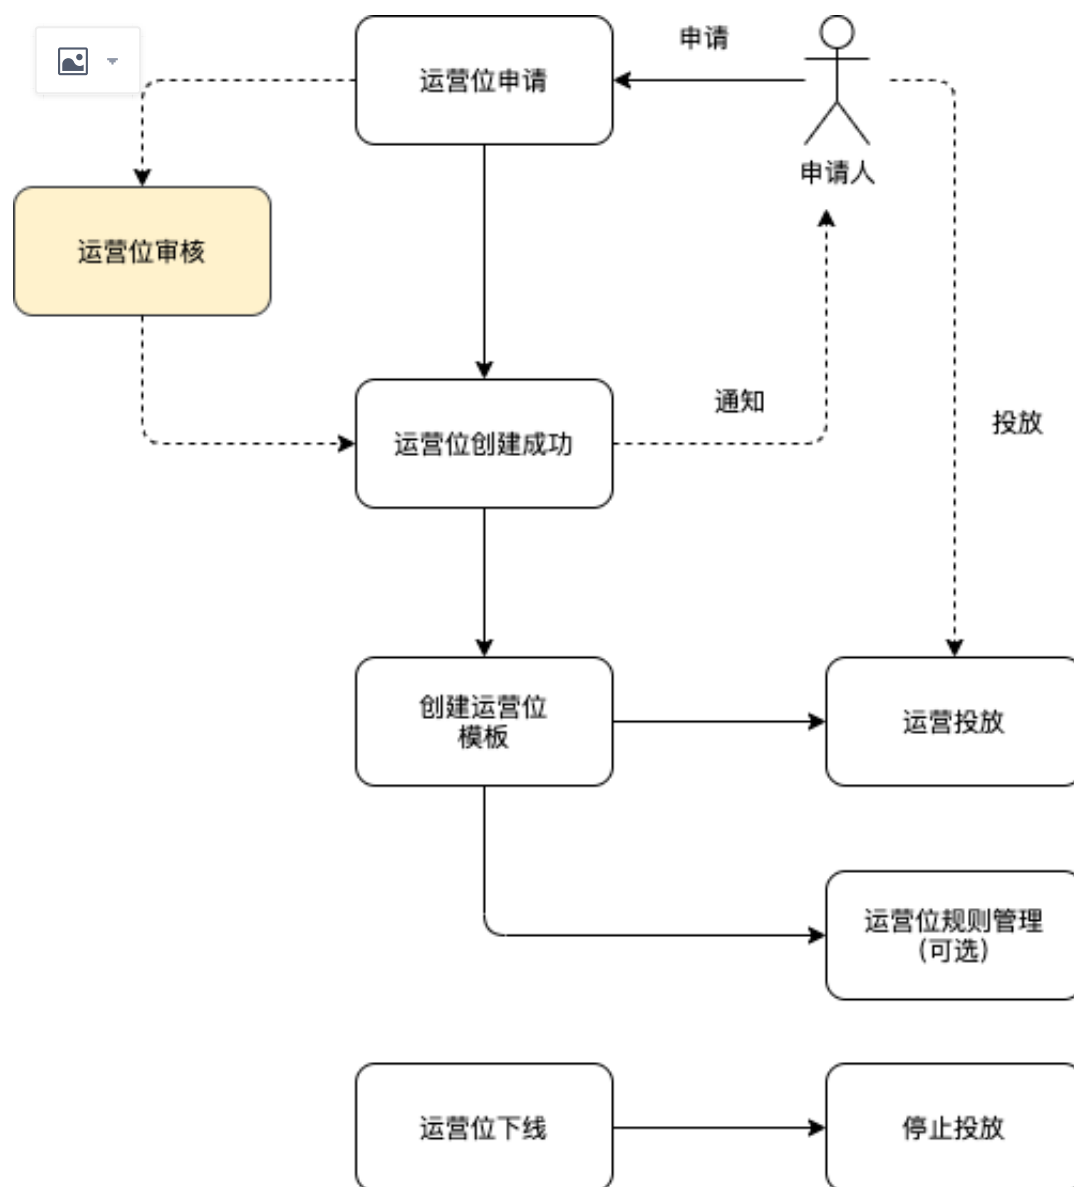 申请
运营位申请
申请人
运营位审核
通知
投放
运营位创建成功
创建运营位
模板
运营投放
运营位规则管理
（可选）
运营位下线
停止投放